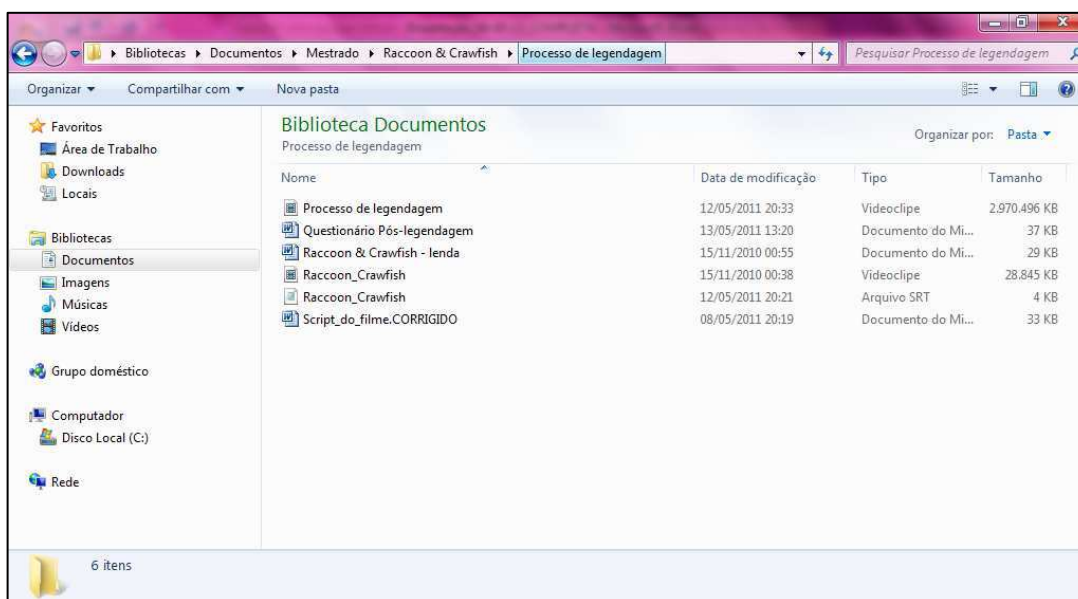 Bibliotecas Documentos Mestrado Raccoon & Crawfish Processo de legendagem Pesquisar Processo de legendagem
Organizar Compartilhar com Nova pasta
Favoritos
Área de Trabalho
Downloads
Locais
Bibliotecas
Documentos
Imagens
Músicas
Vídeos
Grupo doméstico
Computador
Disco Local (C:)
Rede
Biblioteca Documentos
Processo de legendagem
Organizar por: Pasta
Nome Data de modificação Tipo Tamanho
Processo de legendagem 12/05/2011 20:33 Videoclipe 2.970.496 KB
Questionário Pós-legendagem 13/05/2011 13:20 Documento do Mi... 37 KB
Raccoon & Crawfish - lenda 15/11/2010 00:55 Documento do Mi... 29 KB
Raccoon_Crawfish 15/11/2010 00:38 Videoclipe 28.845 KB
Raccoon_Crawfish 12/05/2011 20:21 Arquivo SRT 4 KB
Script_do_filme.CORRIGIDO 08/05/2011 20:19 Documento do Mi... 33 KB
6 itens